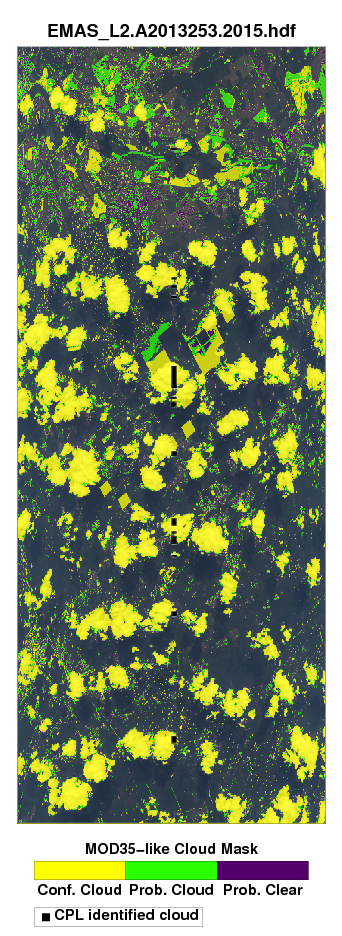 EMAS_L2.A2013253.2015.hdf
MOD35-like Cloud Mask
Conf. Cloud Prob. Cloud Prob. Clear
CPL identified cloud